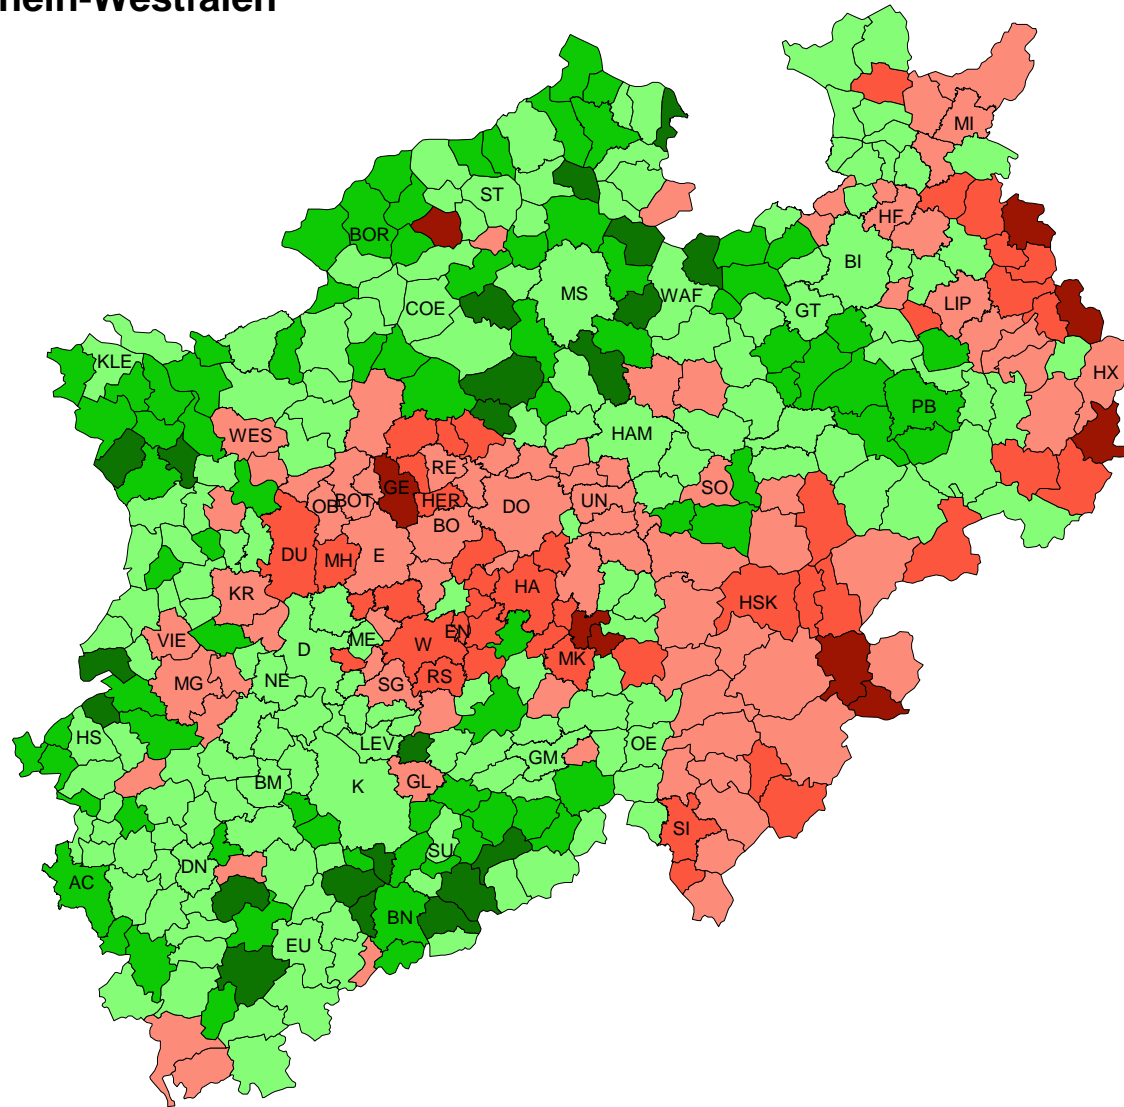 hein-Westfalen
MI
ST
HF
BOR
BI
MS
WAF
LIP
COE
GT
KLE
HX
PB
WES
HAM
RE
GE
SO
BOT
HER
UN
OB
DO
BO
DU
MH
E
HA
KR
HSK
EN
VIE
ME
W
D
MK
RS
NE
MG
SG
HS
LEV
OE
GM
BM
GL
K
SI
SU
DN
AC
BN
EU